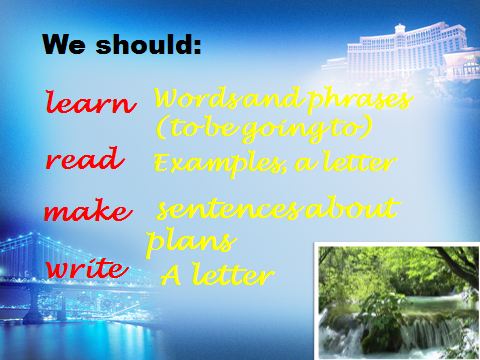 We should:
learn Words and phrases
(to be going to)
read Examples, a letter
make sentences about
plans
write A letter